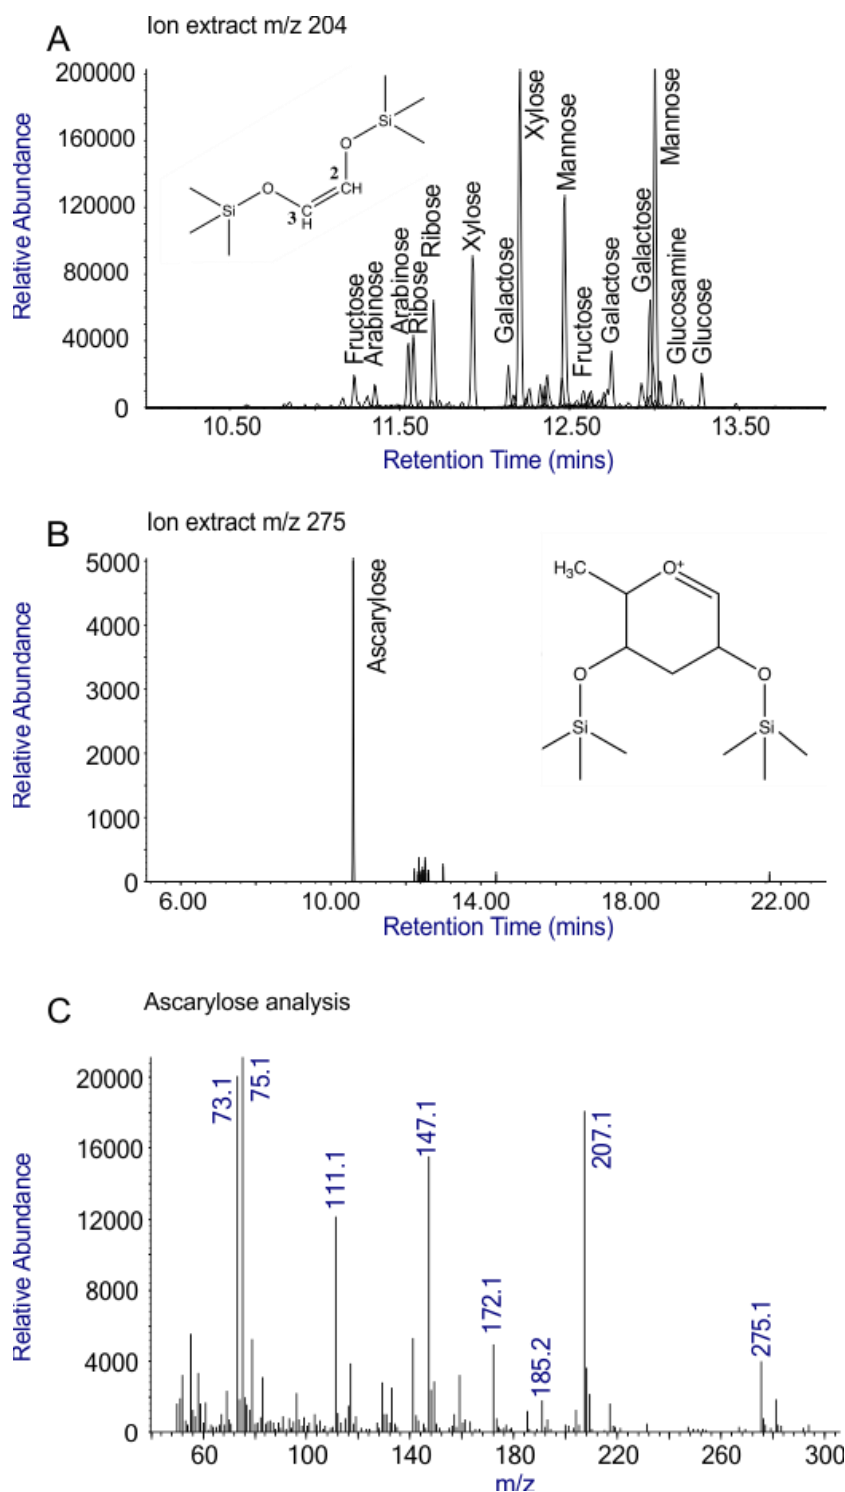 A
Ion extract m/z 204
Relative Abundance
200000
160000
120000
80000
40000
0
Si
O
2
CH
O
3
C
H
Si
Fructose
Arabinose
Arabinose
Ribose
Ribose
Xylose
Galactose
Xylose
Mannose
Fructose
Galactose
Galactose
Mannose
Glucosamine
Glucose
10.50
11.50
12.50
13.50
Retention Time (mins)
B
Ion extract m/z 275
Relative Abundance
5000
4000
3000
2000
1000
0
Ascarylose
H3C
O+
O
O
Si
Si
6.00
10.00
14.00
18.00
22.00
Retention Time (mins)
C
Ascarylose analysis
Relative Abundance
20000
16000
12000
8000
4000
0
73.1
75.1
111.1
147.1
172.1
185.2
207.1
275.1
60
100
140
180
220
260
300
m/z